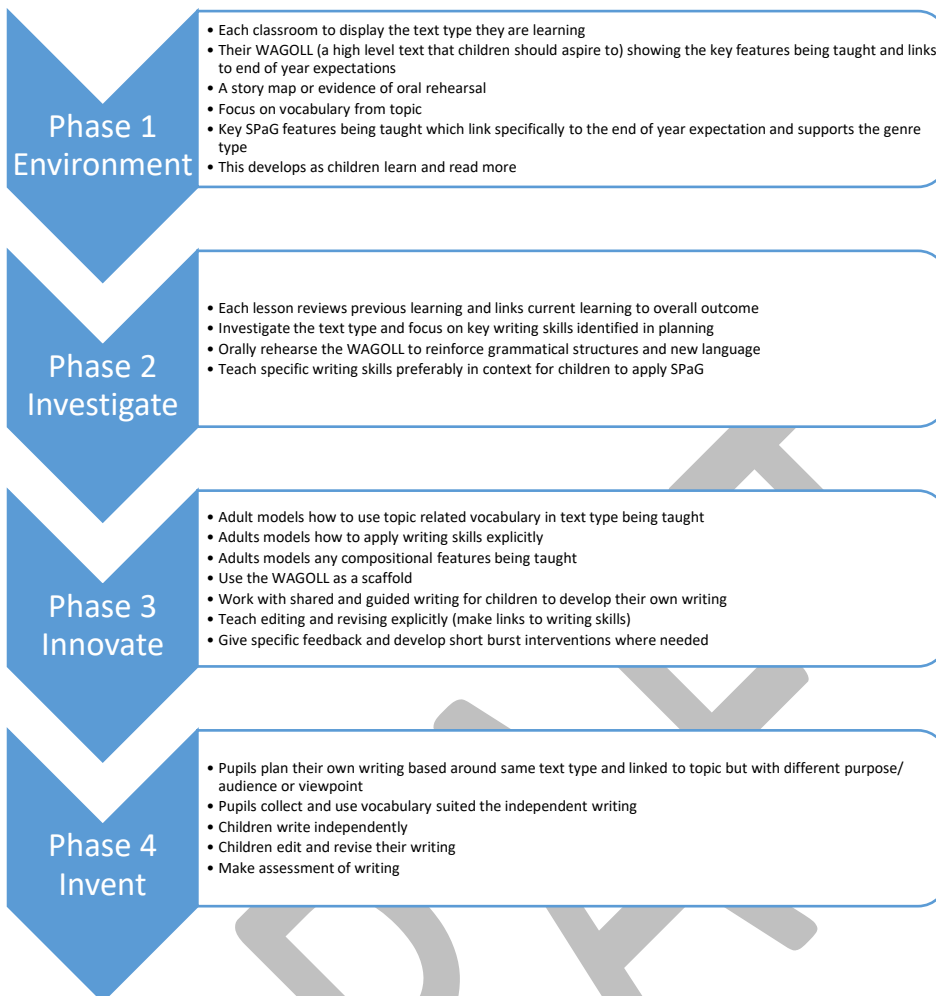 Phase 1
Environment
• Each classroom to display the text type they are learning
• Their WAGOLL (a high level text that children should aspire to) showing the key features being taught and links
to end of year expectations
• A story map or evidence of oral rehearsal
• Focus on vocabulary from topic
• Key SPaG features being taught which link specifically to the end of year expectation and supports the genre
type
• This develops as children learn and read more
Phase 2
Investigate
• Each lesson reviews previous learning and links current learning to overall outcome
• Investigate the text type and focus on key writing skills identified in planning
• Orally rehearse the WAGOLL to reinforce grammatical structures and new language
• Teach specific writing skills preferably in context for children to apply SPaG
Phase 3
Innovate
• Adult models how to use topic related vocabulary in text type being taught
• Adults models how to apply writing skills explicitly
• Adults models any compositional features being taught
• Use the WAGOLL as a scaffold
• Work with shared and guided writing for children to develop their own writing
• Teach editing and revising explicitly (make links to writing skills)
• Give specific feedback and develop short burst interventions where needed
Phase 4
Invent
• Pupils plan their own writing based around same text type and linked to topic but with different purpose/
audience or viewpoint
• Pupils collect and use vocabulary suited the independent writing
• Children write independently
• Children edit and revise their writing
• Make assessment of writing
DRAFT